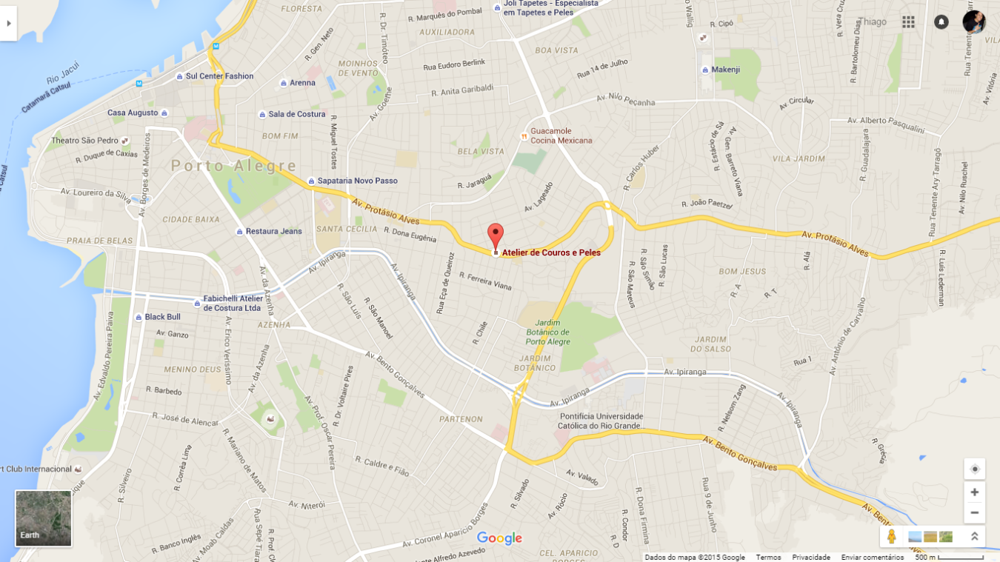 FLORESTA
R. Marquês do Pombal
Joli Tapetes - Especialista
em Tapetes e Peles
R. Cipó
Thiago
AUXILIADORA
BOA VISTA
R. Dr. Timóteo
R. Gen. Neto
R. Vera Cruz
R. Bartolomeu Dias
Rua Tenente
Av. Vitória
Rio Jacuí
Catamarã Catsul
Sul Center Fashion
Arenna
MOINHOS
DE VENTO
Rua Eudoro Berlink
Rua 14 de Julho
Makenji
Av. Goethe
R. Anita Garibaldi
Av. Nilo Peçanha
Av. Circular
Casa Augusto
Sala de Costura
R. Miguel Tostes
Av. Alberto Pasqualini
Theatro São Pedro
BOM FIM
Guacamole
Cocina Mexicana
R. Estácio de Sá
Av. Gen. Barreto Viana
R. Guadalajara
R. Duque de Caxias
BELA VISTA
VILA JARDIM
Av. Borges de Medeiros
Porto Alegre
R. Carlos Huber
Rua Tenente Ary Tarragô
Av. Nilo Ruschel
Catsul
Sapataria Novo Passo
R. Jaraguá
Av. Lageado
Av. Loureiro da Silva
Av. Protásio Alves
R. João Paetzel
CIDADE BAIXA
SANTA CECILIA
R. Dona Eugênia
Restaura Jeans
PRAIA DE BELAS
Av. Protásio Alves
Atelier de Couros e Peles
Av. Ipiranga
Av. Ipiranga
R. São Mateus
R. São Simão
R. São Lucas
R. Alá
R. Luís Lederman
BOM JESUS
Rua Eça de Queiroz
R. Ferreira Viana
Av. da Azenha
R. A
R. T
R. São Luís
R. São Manoel
Fabichelli Atelier
de Costura Ltda
Black Bull
AZENHA
Av. Ganzo
Av. Erico Verissimo
Av. Edvaldo Pereira Paiva
R. Chile
Jardim
Botânico de
Porto Alegre
JARDIM
DO SALSO
Av. Antônio de Carvalho
JARDIM
BOTÂNICO
Rua 1
MENINO DEUS
Av. da Azenha
Av. Bento Gonçalves
Av. Ipiranga
R. Barbedo
R. Dr. Voltaire Pires
Av. Ipiranga
Av. Prof. Oscar Pereira
R. Nelsom Zang
Av. Ipiranga
R. José de Alencar
PARTENON
Pontifícia Universidade
Católica do Rio Grande...
R. Mariano de Matos
R. Corrêa Lima
Av. Bento Gonçalves
R. Grécia
R. Caldre e Fião
rt Club Internacional
Av. Valado
R. Silveiro
R. Silvado
Av. Rócio
Rua 9 de Junho
Av. Niterói
R. Dona Firmina
R. Condor
Earth
Av. Moab Caldas
Av. Coronel Aparicio Borges
Google
R. Banco Inglês
CEL. APARICIO
BORGES
Dados do mapa ©2015 Google
Termos
Privacidade
Enviar comentários
500 m